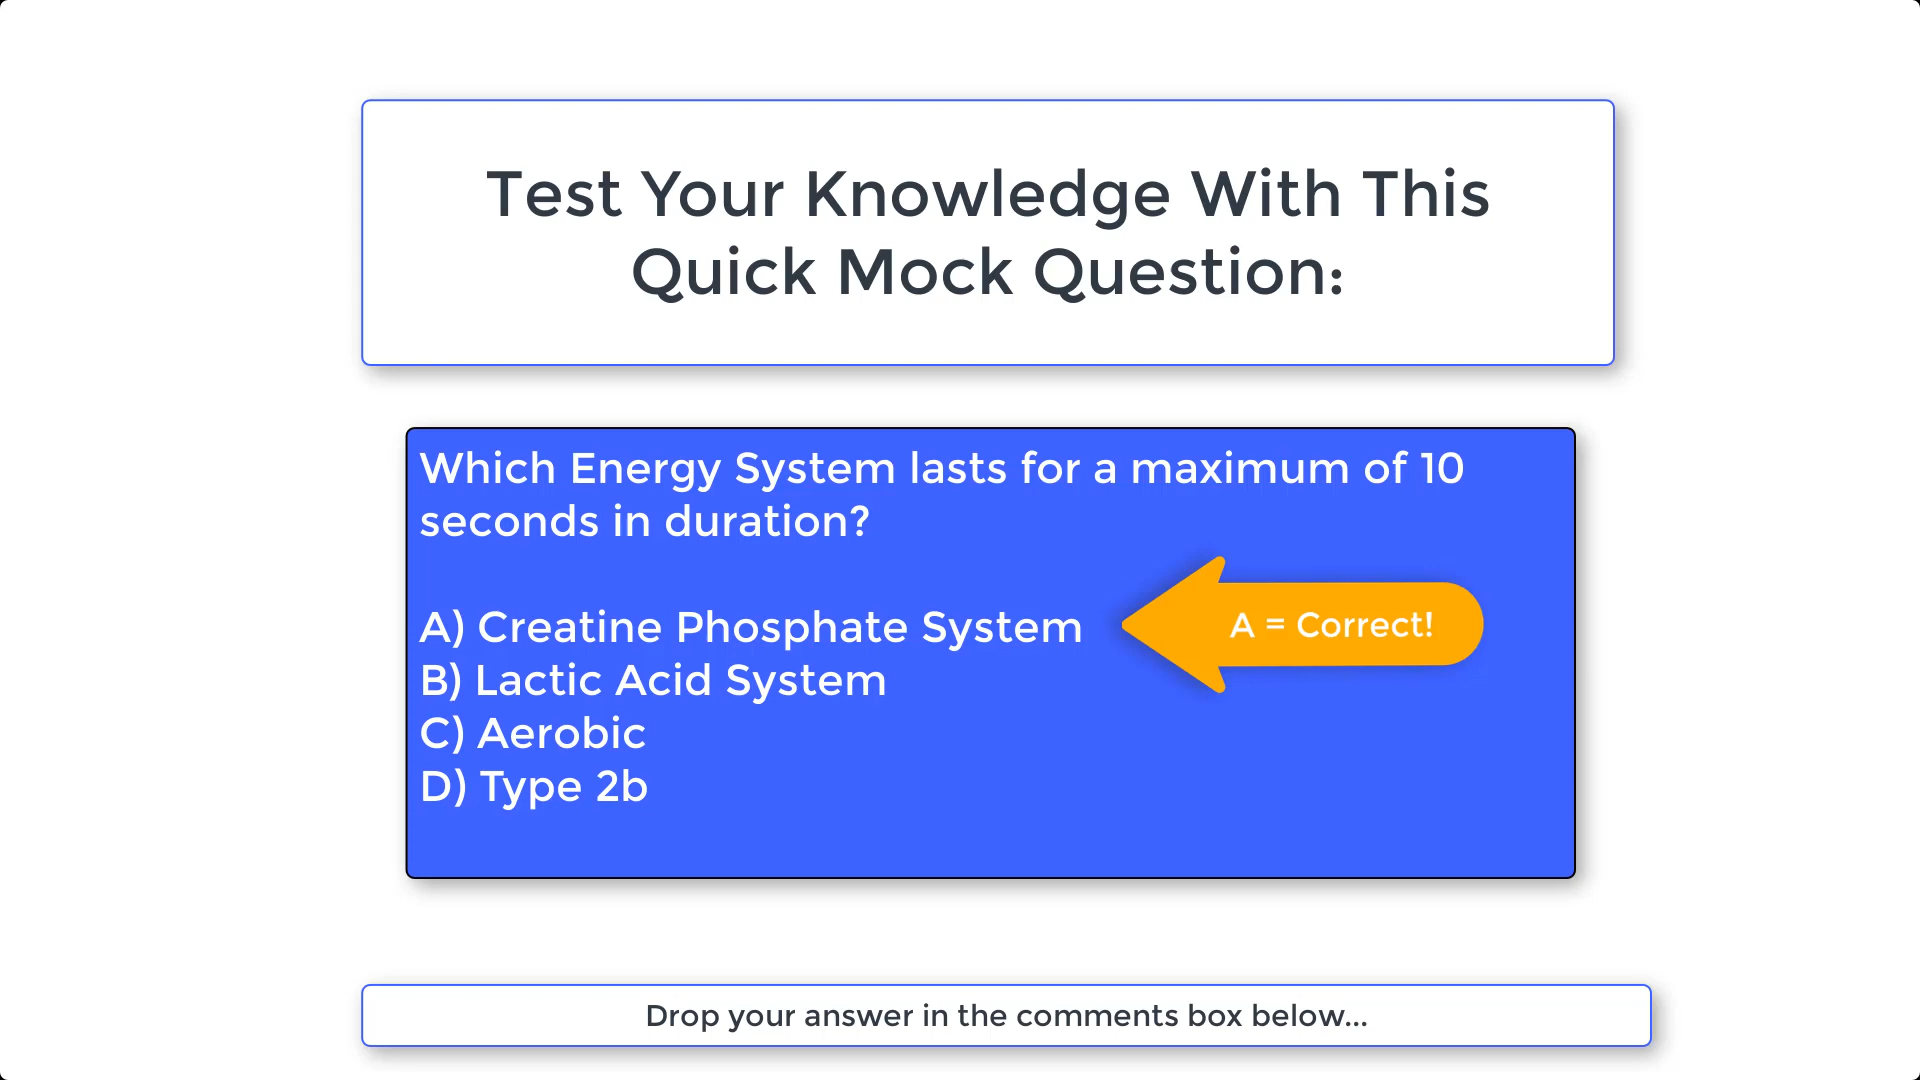 Test Your Knowledge With This
Quick Mock Question:
Which Energy System lasts for a maximum of 10
seconds in duration?
A) Creatine Phosphate System
A = Correct!
B) Lactic Acid System
C) Aerobic
D) Type 2b
Drop your answer in the comments box below...